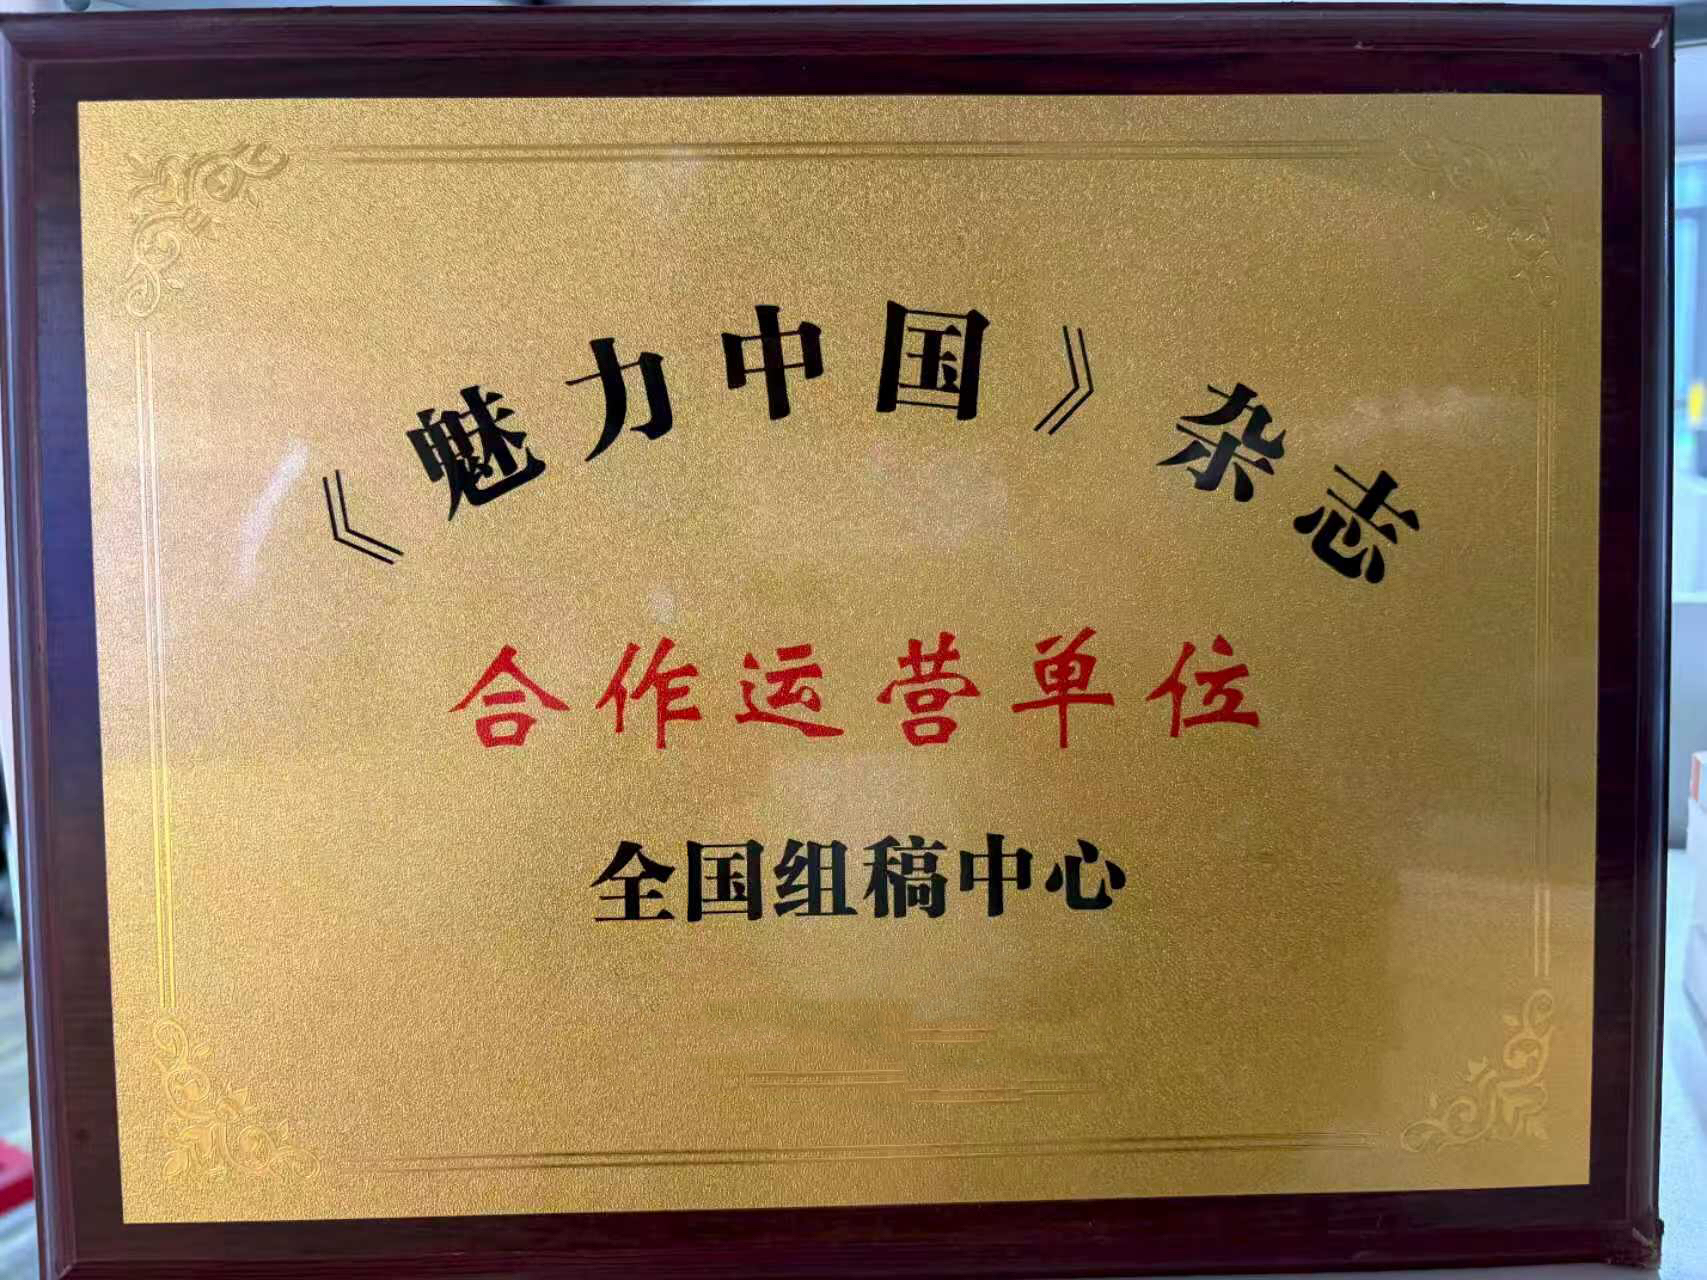 《魅力中国》杂志
合作运营单位
全国组稿中心